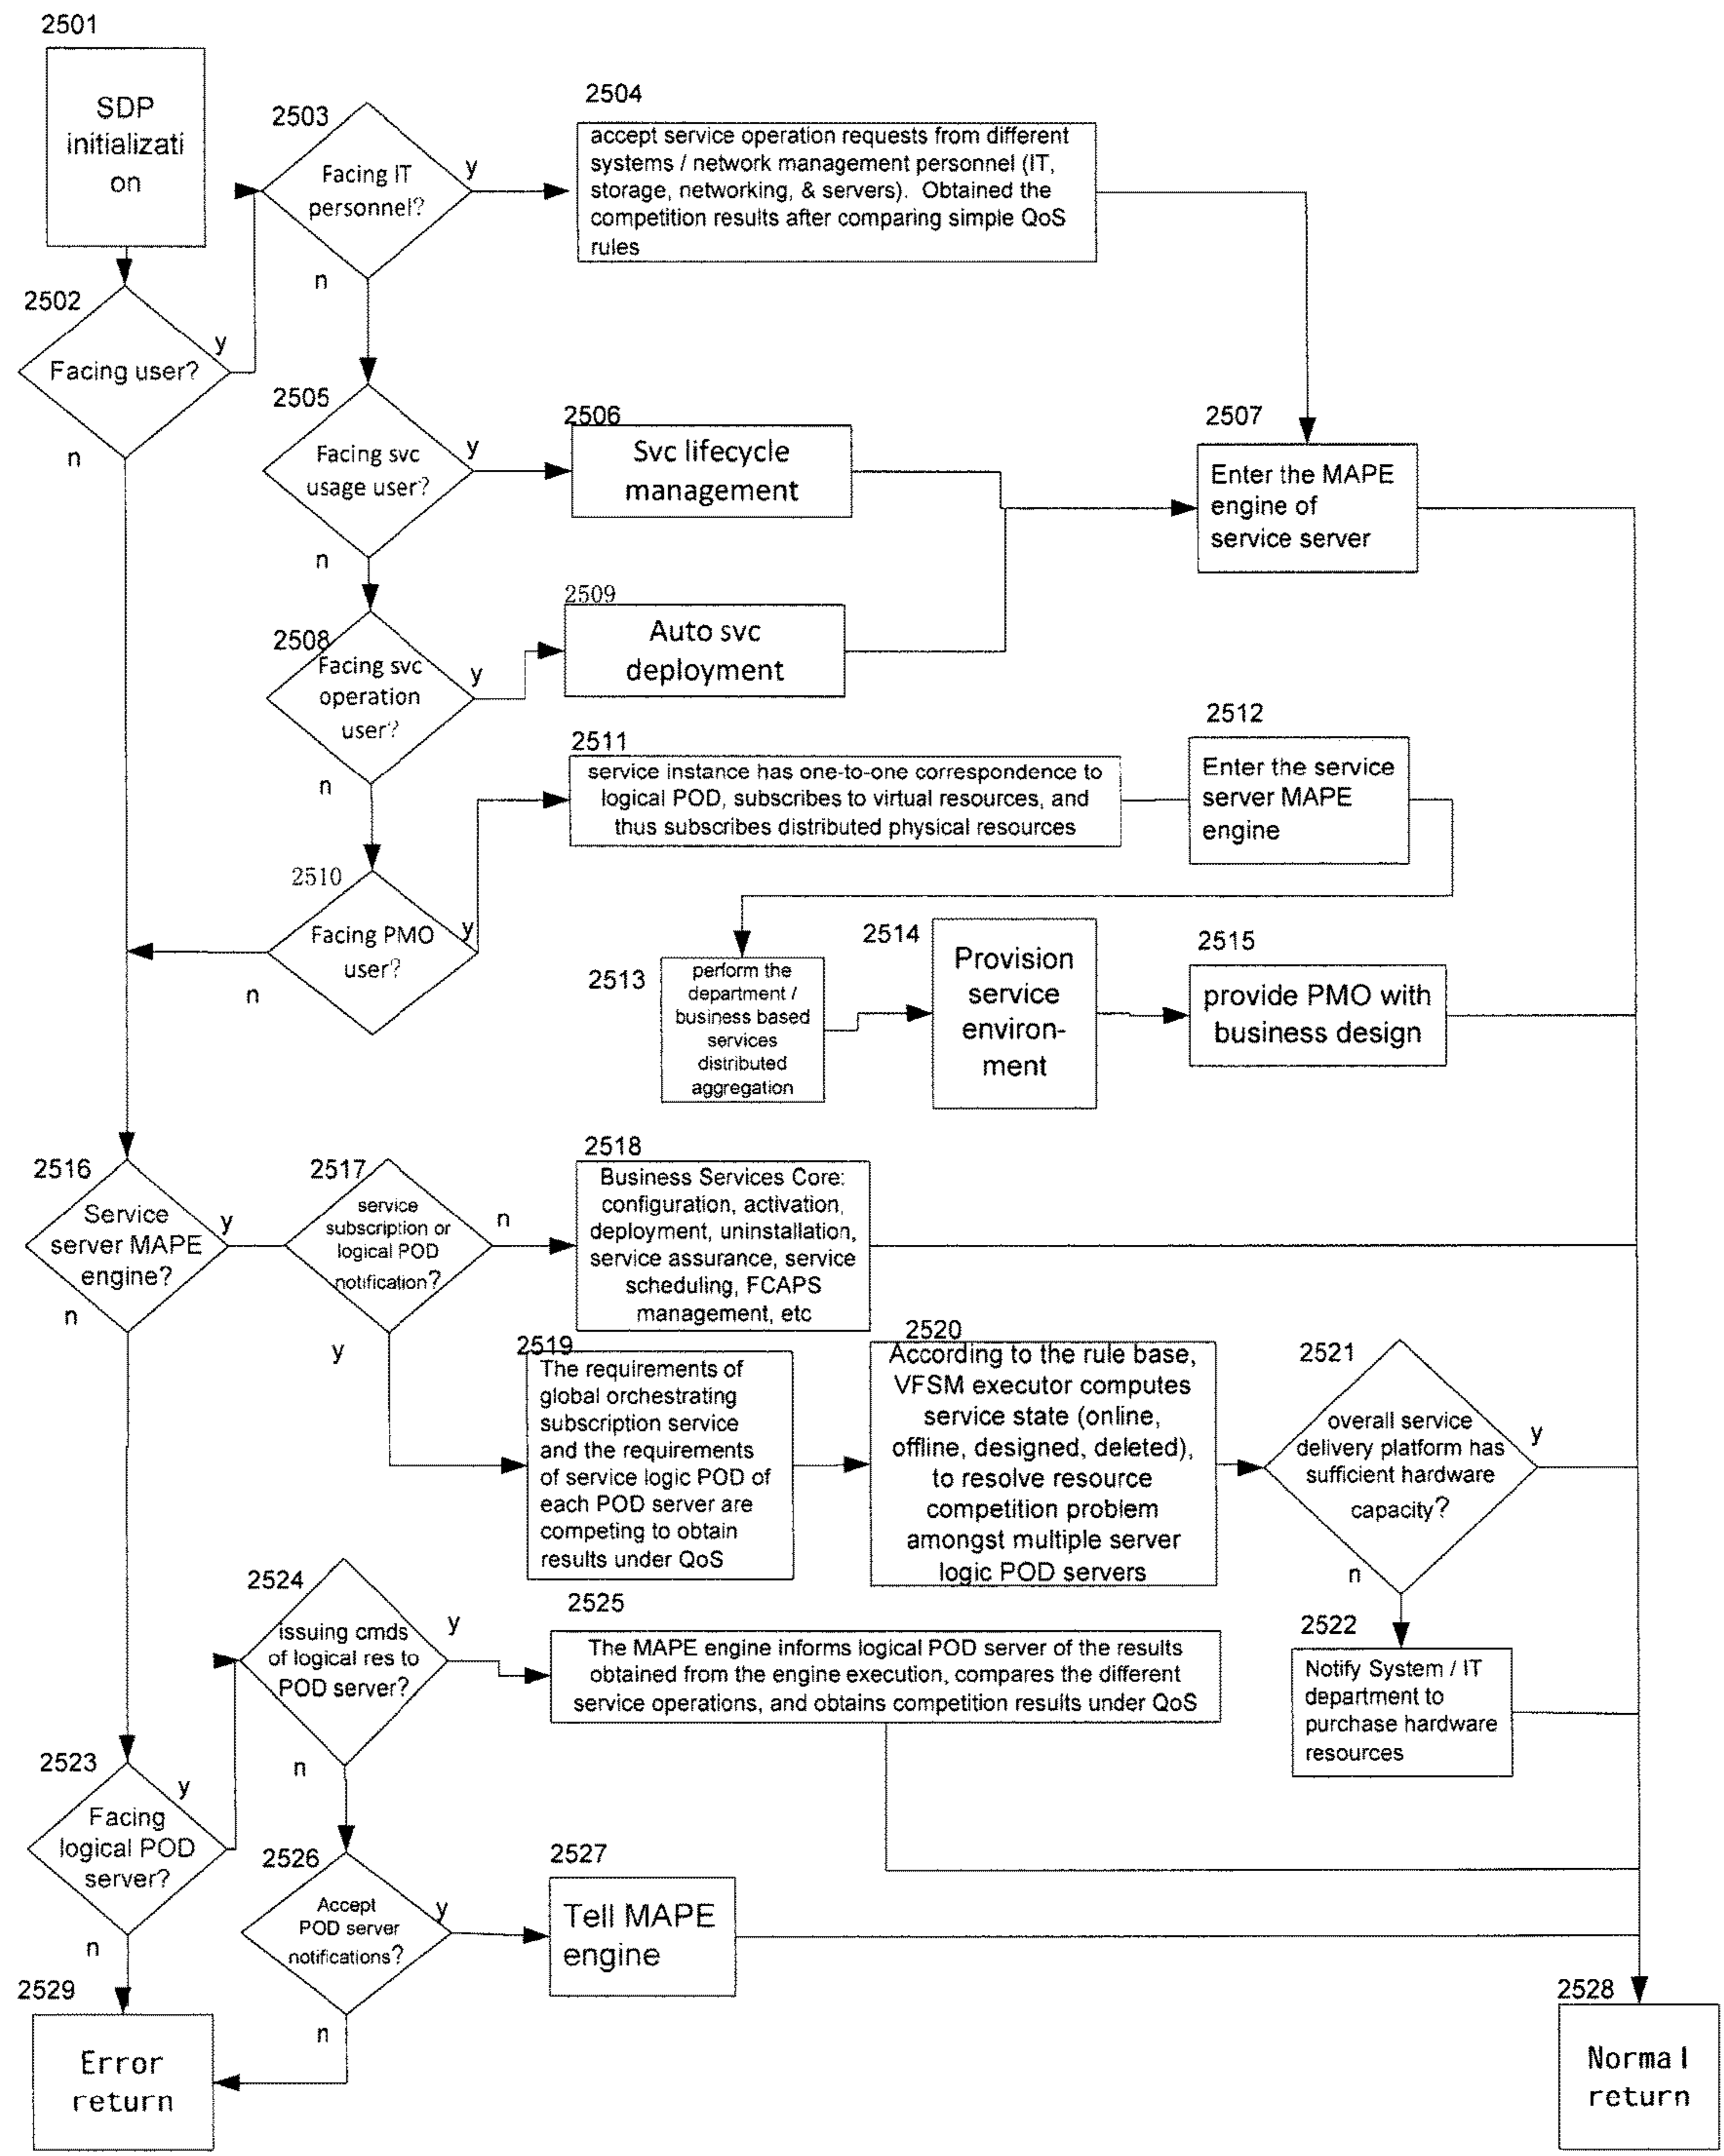 2501
SDP
initializati
on
2502
Facing user?
y
n
2503
Facing IT
personnel?
y
n
2504
accept service operation requests from different
systems / network management personnel (IT,
storage, networking, & servers). Obtained the
competition results after comparing simple QoS
rules
2505
Facing svc
usage user?
y
n
2506
Svc lifecycle
management
2507
Enter the MAPE
engine of
service server
2508
Facing svc
operation
user?
y
n
2509
Auto svc
deployment
2510
Facing PMO
user?
y
n
2511
service instance has one-to-one correspondence to
logical POD, subscribes to virtual resources, and
thus subscribes distributed physical resources
2512
Enter the service
server MAPE
engine
2513
perform the
department /
business based
services
distributed
aggregation
2514
Provision
service
environ-
ment
2515
provide PMO with
business design
2516
Service
server MAPE
engine?
y
n
2517
service
subscription or
logical POD
notification?
n
y
2518
Business Services Core:
configuration, activation,
deployment, uninstallation,
service assurance, service
scheduling, FCAPS
management, etc
2519
The requirements of
global orchestrating
subscription service
and the requirements
of service logic POD of
each POD server are
competing to obtain
results under QoS
2520
According to the rule base,
VFSM executor computes
service state (online,
offline, designed, deleted),
to resolve resource
competition problem
amongst multiple server
logic POD servers
2521
overall service
delivery platform has
sufficient hardware
capacity?
y
n
2522
Notify System / IT
department to
purchase hardware
resources
2523
Facing
logical POD
server?
y
n
2524
issuing cmds
of logical res to
POD server?
y
n
2525
The MAPE engine informs logical POD server of the results
obtained from the engine execution, compares the different
service operations, and obtains competition results under QoS
2526
Accept
POD server
notifications?
y
n
2527
Tell MAPE
engine
2528
Normal
return
2529
Error
return